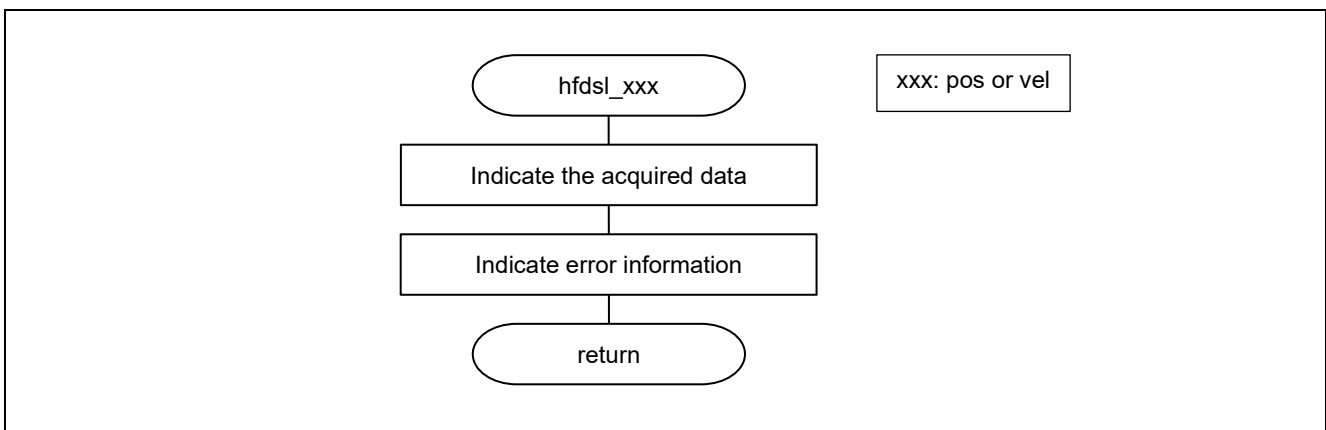 hfdsl_xxx
xxx: pos or vel
Indicate the acquired data
Indicate error information
return